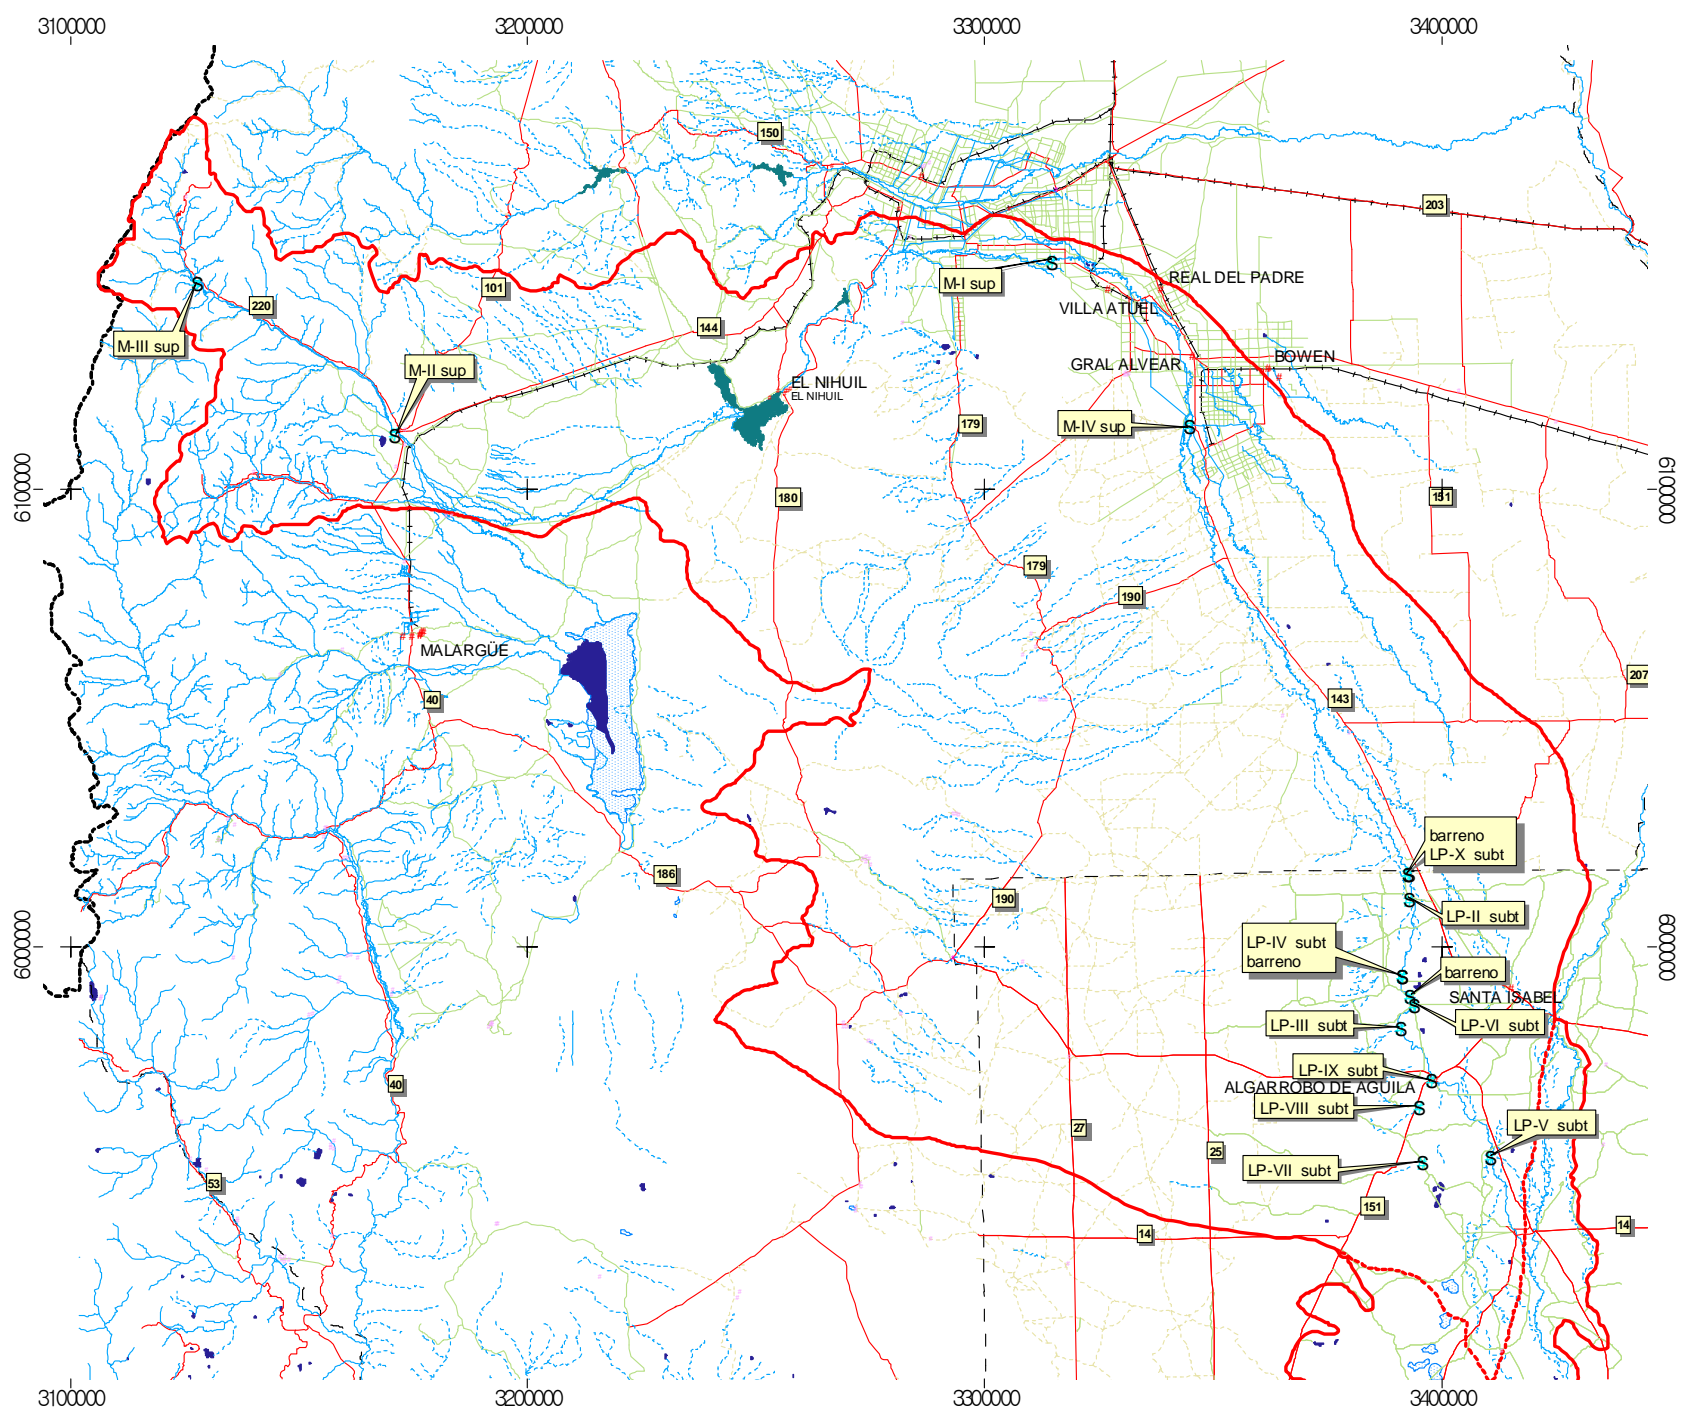 3100000
3200000
3300000
3400000
150
203
M-I sup
REAL DEL PADRE
101
220
VILLA ATUEL
M-III sup
144
M-II sup
GRAL ALVEAR
BOWEN
EL NIHUIL
EL NIHUIL
179
M-IV sup
6100000
180
151
6100000
179
190
MALARGÜE
40
143
207
barreno
LP-X subt
186
190
LP-II subt
LP-IV subt
barreno
barreno
6000000
6000000
SANTA ISABEL
LP-III subt
LP-VI subt
LP-IX subt
40
ALGARROBO DE AGUILA
LP-VIII subt
27
LP-V subt
25
LP-VII subt
53
151
14
14
3100000
3200000
3300000
3400000